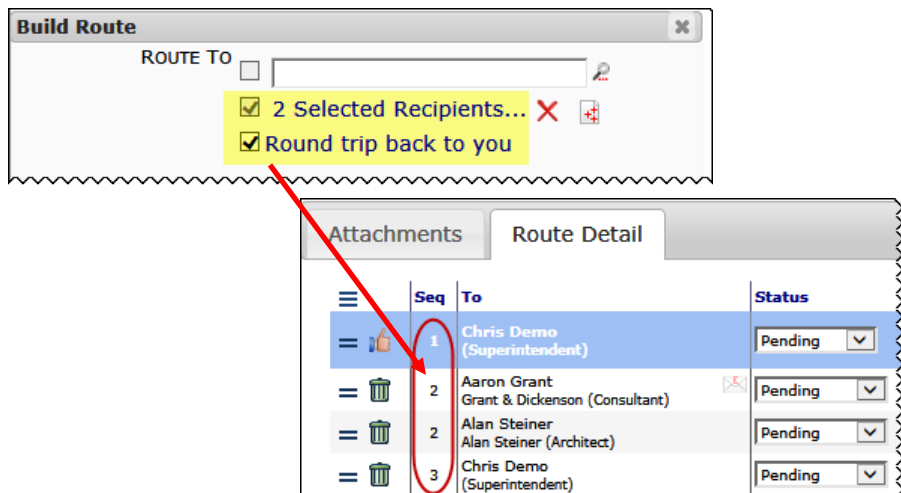 Build Route
ROUTE TO
2 Selected Recipients...
Round trip back to you
Attachments Route Detail
Seq To Status
1 Chris Demo (Superintendent) Pending
2 Aaron Grant Grant & Dickenson (Consultant) E Pending
2 Alan Steiner Alan Steiner (Architect) Pending
3 Chris Demo (Superintendent) Pending